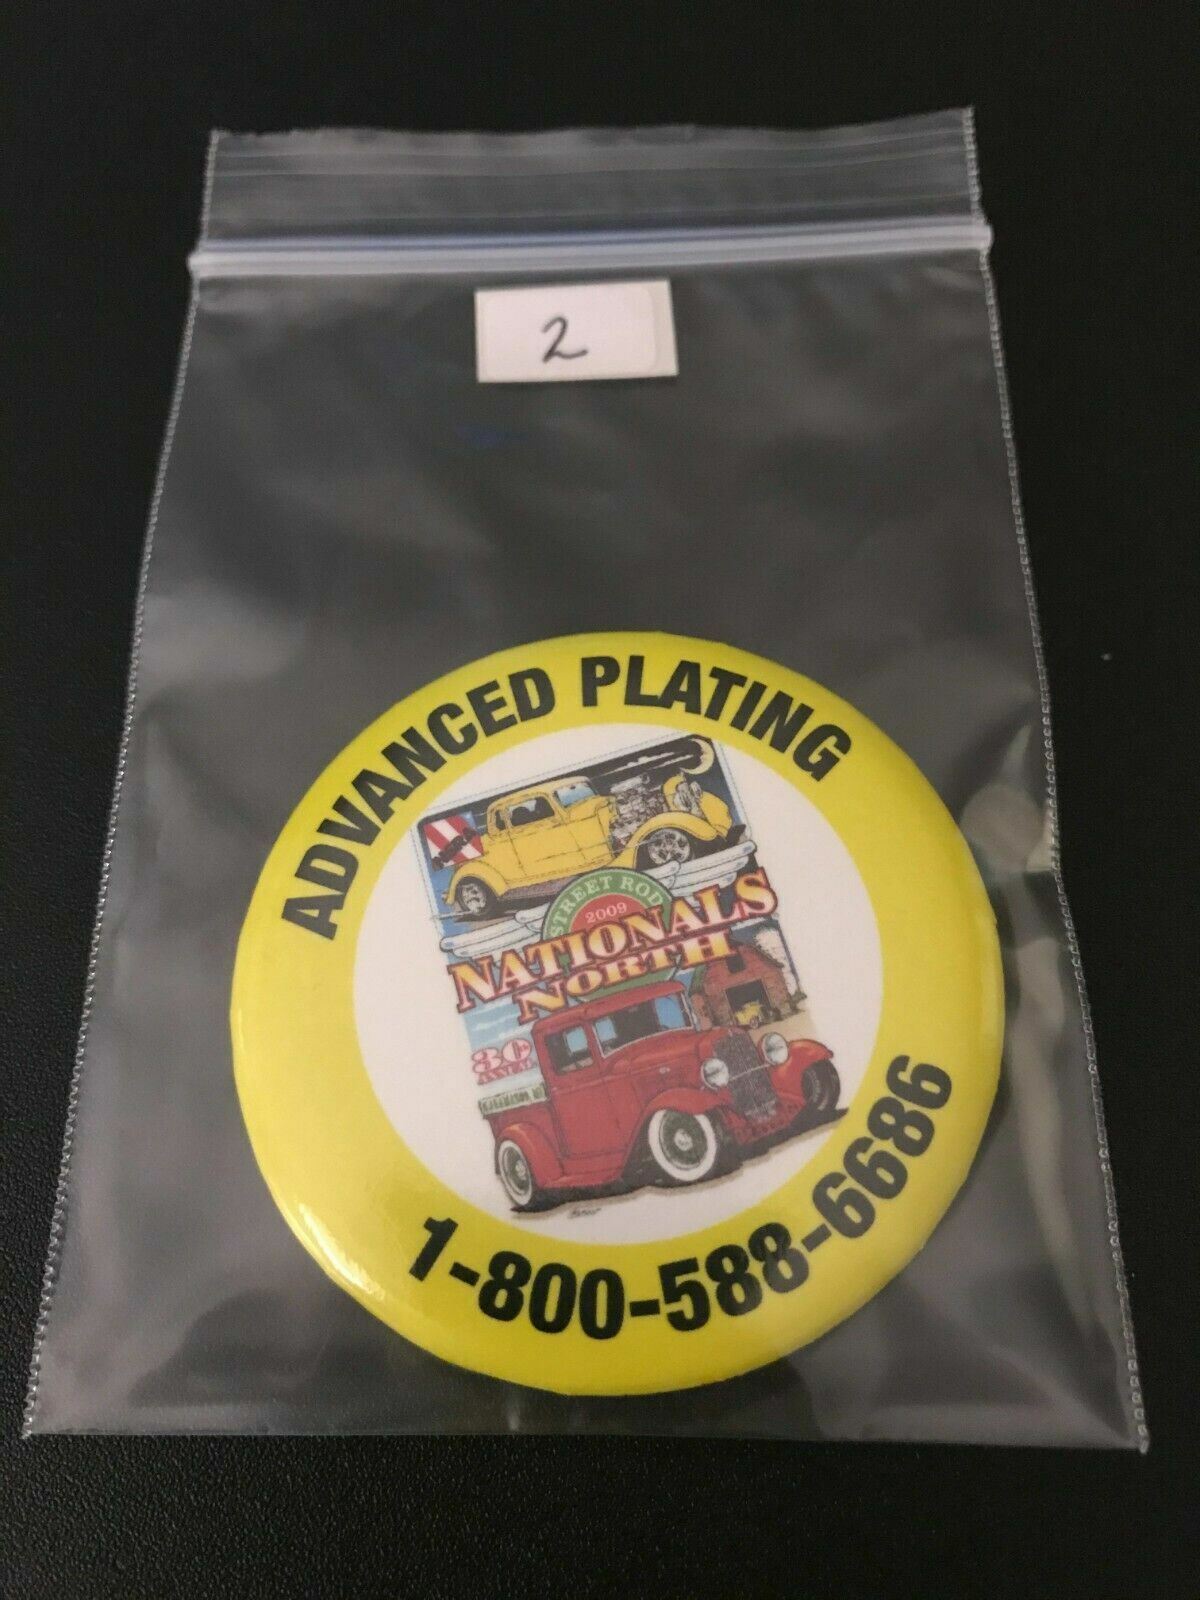 2
ADVANCED PLATING
STREET ROD
2009
NATIONALS
NORTH
30th
1-800-588-6686